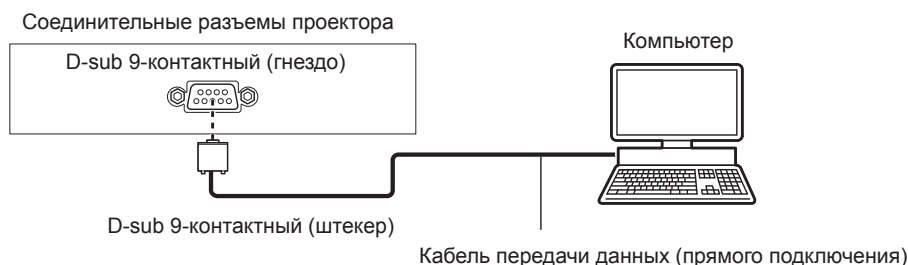 Соединительные разъемы проектора
D-sub 9-контактный (гнездо)
Компьютер
D-sub 9-контактный (штекер)
Кабель передачи данных (прямого подключения)